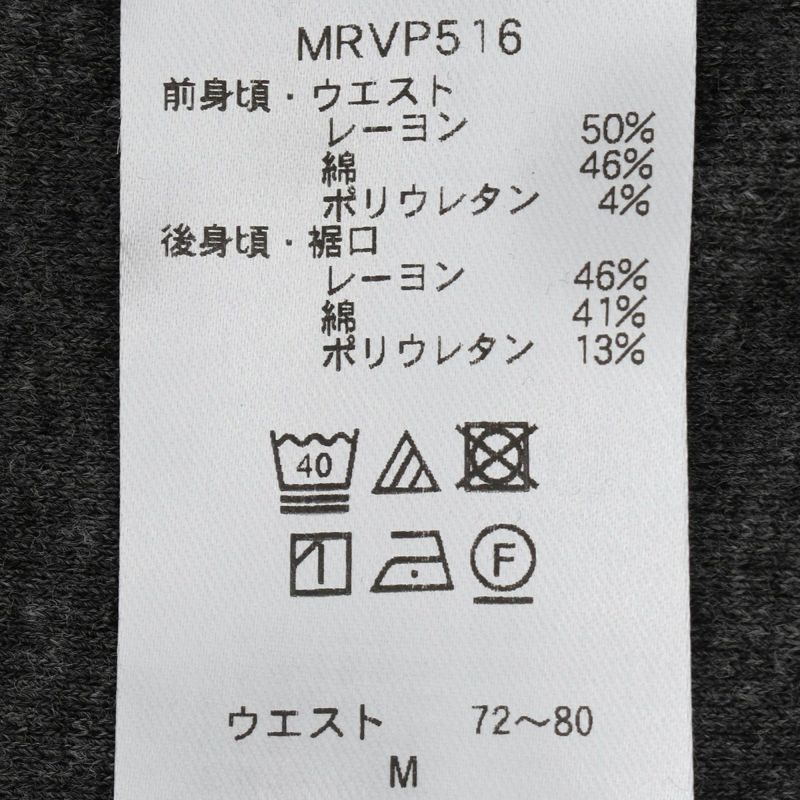 MRVP516
前身頃・ウエスト
レーヨン 50%
綿 46%
ポリウレタン 4%
後身頃・裾口
レーヨン 46%
綿 41%
ポリウレタン 13%
40
F
ウエスト 72～80
M